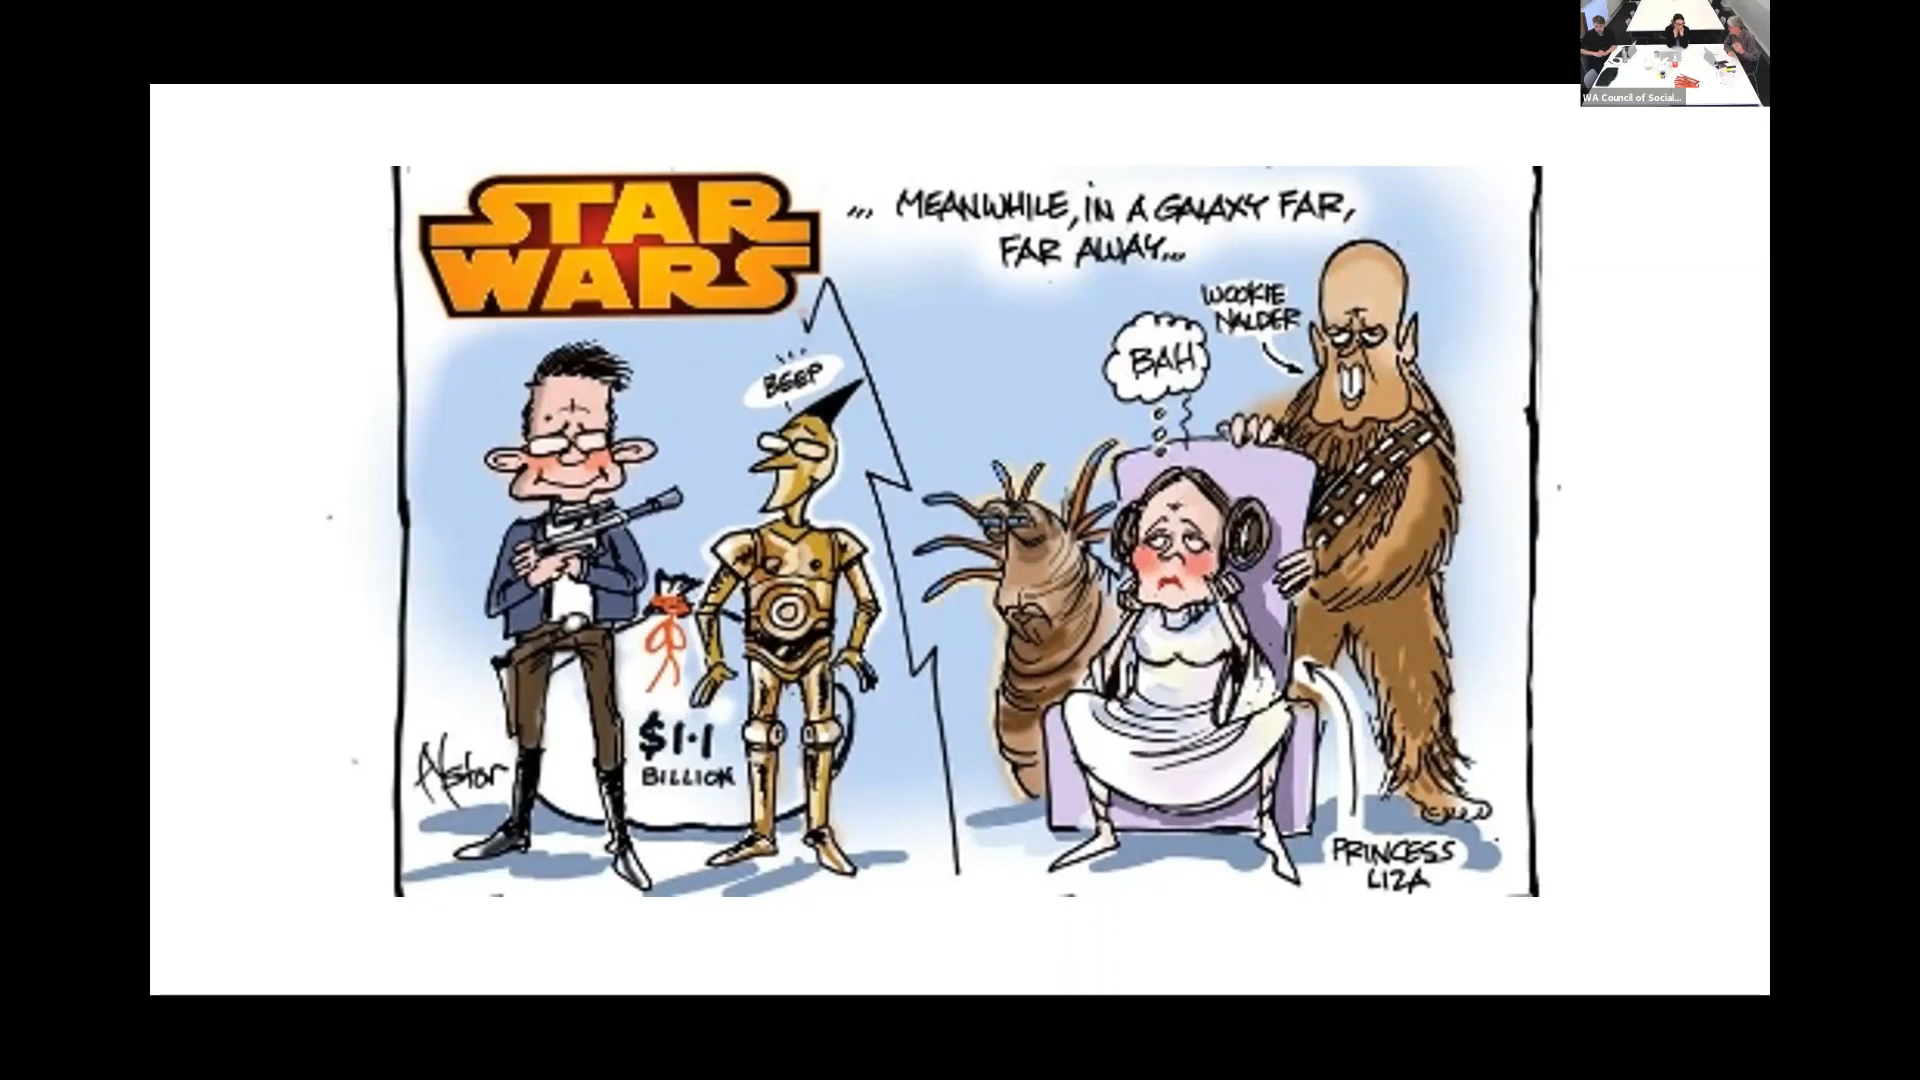 WA Council of Social...
STAR
WARS
... MEANWHILE, IN A GALAXY FAR,
FAR AWAY...
WOOKIE
NALDER
BEEP
BAH
$1.1
BILLION
Alston
PRINCESS
LIZA